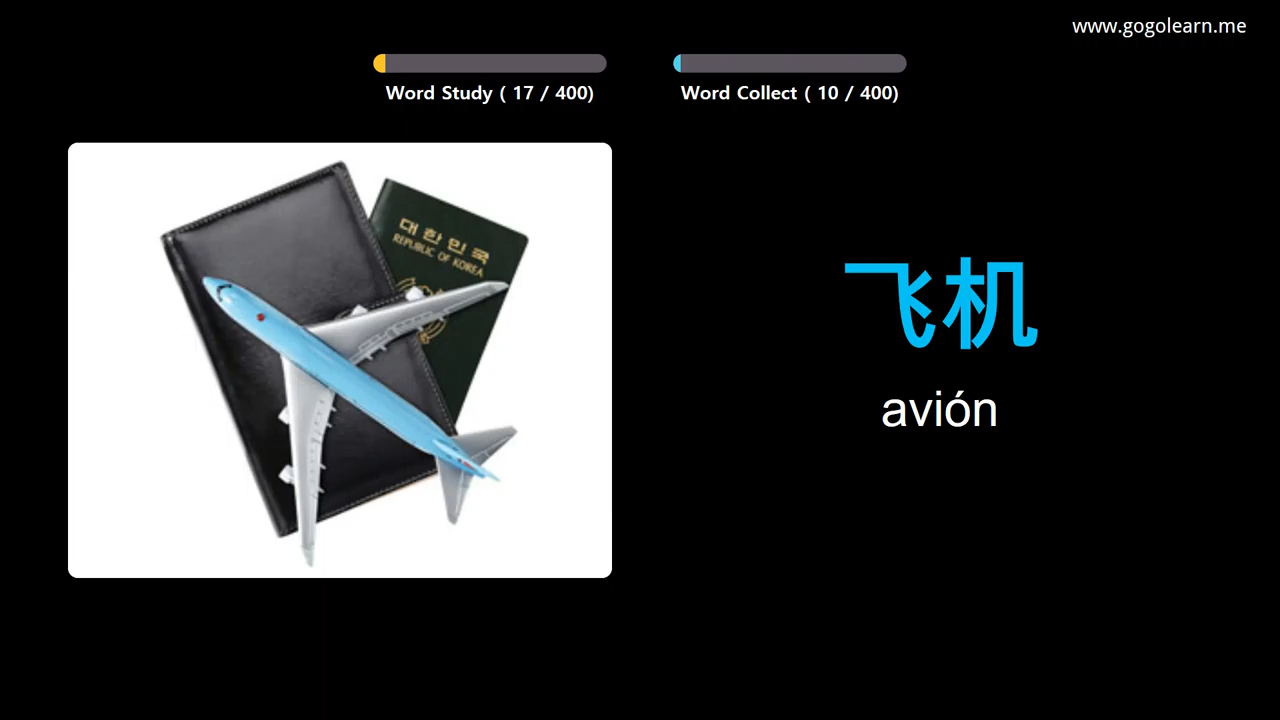 www.gogolearn.me
Word Study ( 17 / 400)
Word Collect ( 10 / 400)
대한민국
REPUBLIC OF KOREA
飞机
avión